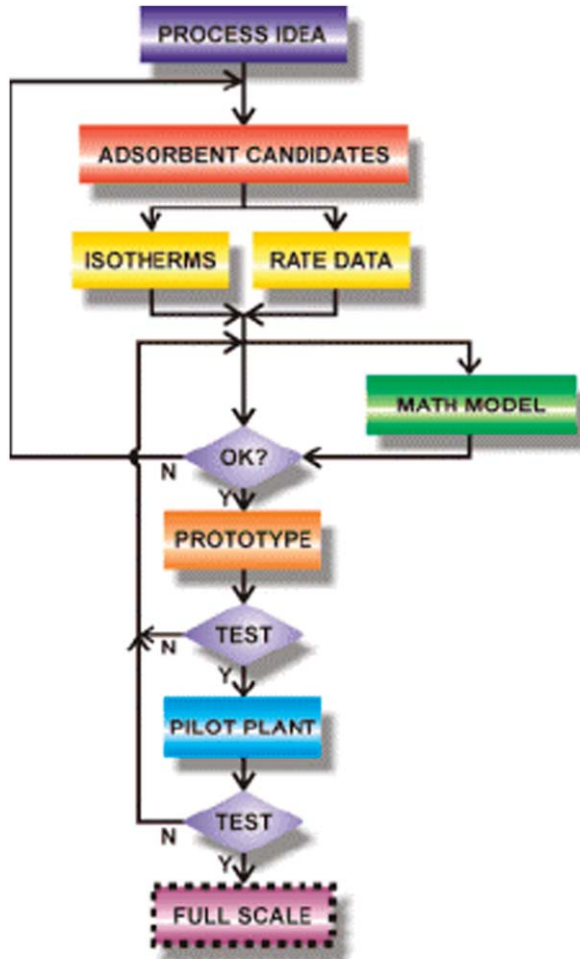 PROCESS IDEA
ADSORBENT CANDIDATES
ISOTHERMS
RATE DATA
MATH MODEL
OK?
N
Y
PROTOTYPE
TEST
N
Y
PILOT PLANT
TEST
N
Y
FULL SCALE